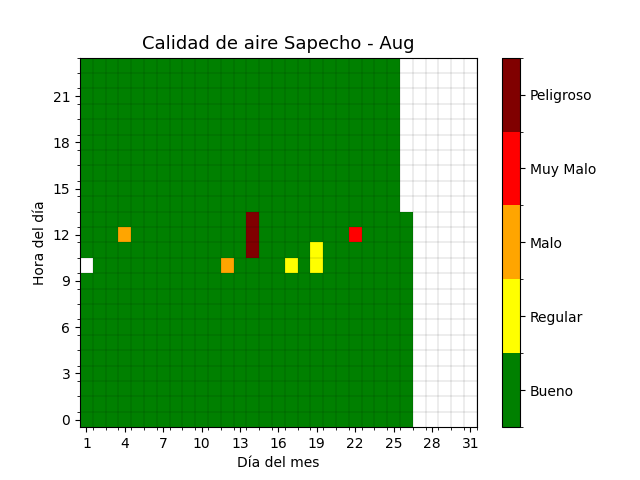 Calidad de aire Sapecho - Aug
21
18
15
12
9
6
3
0
Hora del día
1 4 7 10 13 16 19 22 25 28 31
Día del mes
Peligroso
Muy Malo
Malo
Regular
Bueno